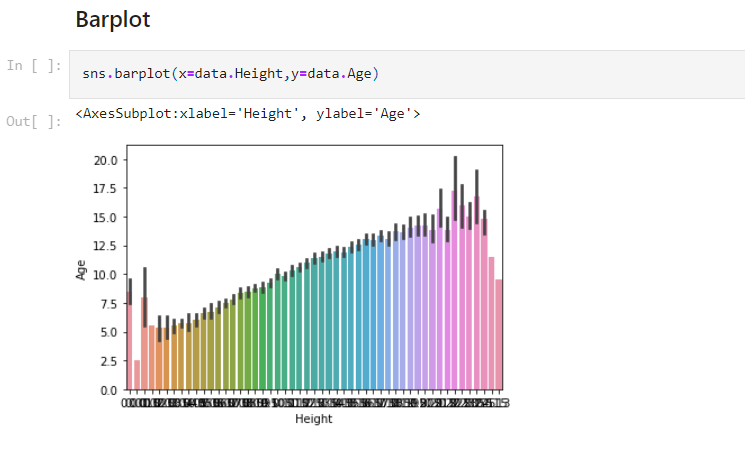 Barplot
In [ ]:
sns.barplot(x=data.Height,y=data.Age)
Out[ ]:
<AxesSubplot:xlabel='Height', ylabel='Age'>
20.0
17.5
15.0
12.5
10.0
7.5
5.0
2.5
0.0
Age
Height